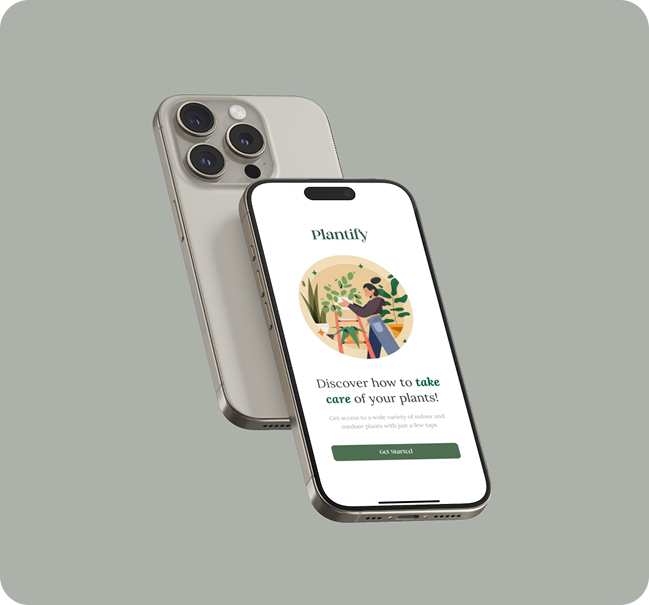 Plantify
Discover how to take
care of your plants!
Get access to a wide variety of indoor and
outdoor plants with just a few taps
Get Started